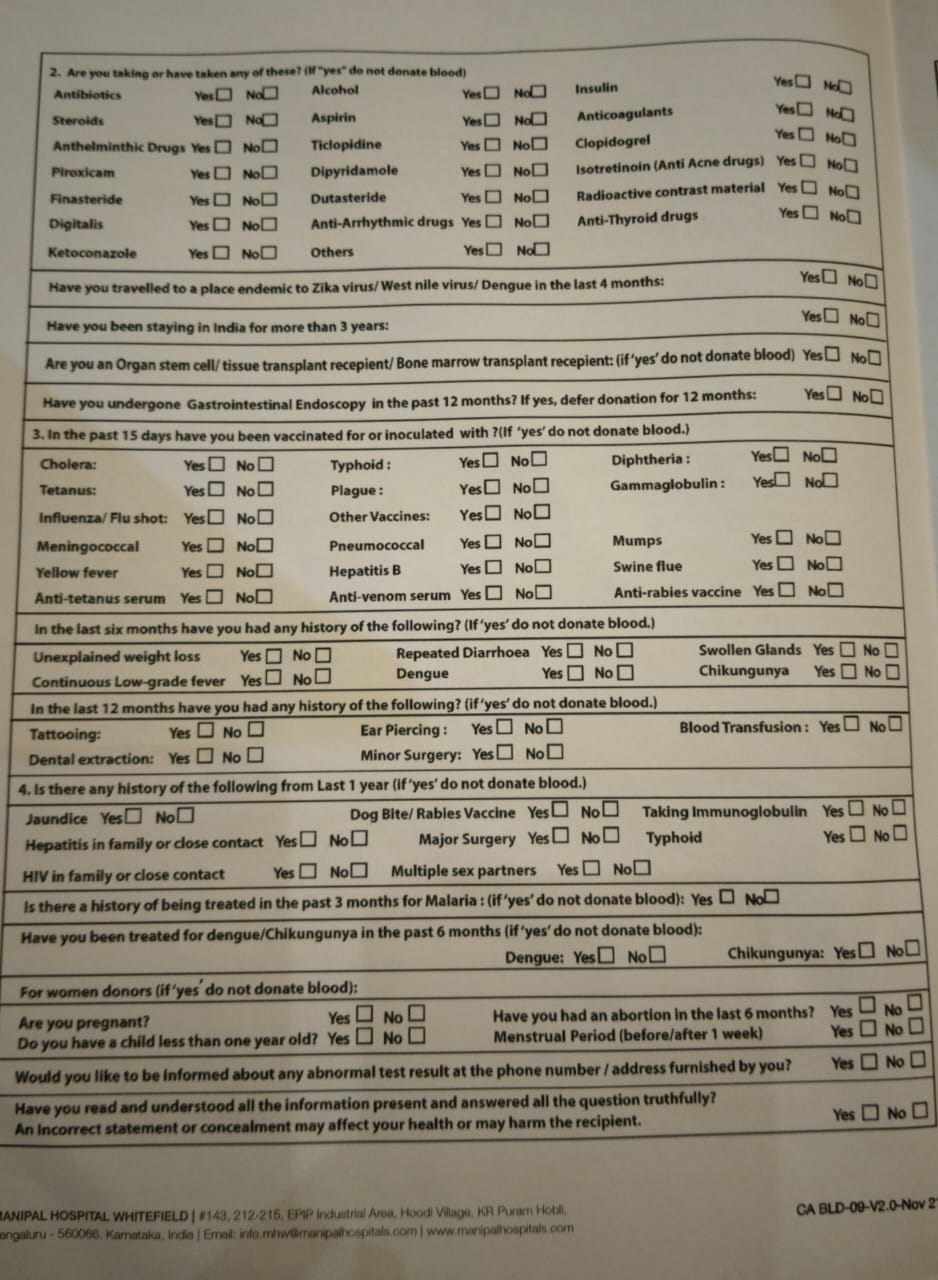 2. Are you taking or have taken any of these? (If "yes" do not donate blood)
Antibiotics Yes☐ No☐ Alcohol Yes☐ No☐ Insulin Yes☐ No☐
Steroids Yes☐ No☐ Aspirin Yes☐ No☐ Anticoagulants Yes☐ No☐
Anthelminthic Drugs Yes☐ No☐ Ticlopidine Yes☐ No☐ Clopidogrel Yes☐ No☐
Piroxicam Yes☐ No☐ Dipyridamole Yes☐ No☐ Isotretinoin (Anti Acne drugs) Yes☐ No☐
Finasteride Yes☐ No☐ Dutasteride Yes☐ No☐ Radioactive contrast material Yes☐ No☐
Digitalis Yes☐ No☐ Anti-Arrhythmic drugs Yes☐ No☐ Anti-Thyroid drugs Yes☐ No☐
Ketoconazole Yes☐ No☐ Others Yes☐ No☐
Have you travelled to a place endemic to Zika virus/ West nile virus/ Dengue in the last 4 months: Yes☐ No☐
Have you been staying in India for more than 3 years: Yes☐ No☐
Are you an Organ stem cell/ tissue transplant recepient/ Bone marrow transplant recepient: (if 'yes' do not donate blood) Yes☐ No☐
Have you undergone Gastrointestinal Endoscopy in the past 12 months? If yes, defer donation for 12 months: Yes☐ No☐
3. In the past 15 days have you been vaccinated for or inoculated with ?(If 'yes' do not donate blood.)
Cholera: Yes☐ No☐ Typhoid : Yes☐ No☐ Diphtheria : Yes☐ No☐
Tetanus: Yes☐ No☐ Plague : Yes☐ No☐ Gammaglobulin : Yes☐ No☐
Influenza/ Flu shot: Yes☐ No☐ Other Vaccines: Yes☐ No☐
Meningococcal Yes☐ No☐ Pneumococcal Yes☐ No☐ Mumps Yes☐ No☐
Yellow fever Yes☐ No☐ Hepatitis B Yes☐ No☐ Swine flue Yes☐ No☐
Anti-tetanus serum Yes☐ No☐ Anti-venom serum Yes☐ No☐ Anti-rabies vaccine Yes☐ No☐
In the last six months have you had any history of the following? (If 'yes' do not donate blood.)
Unexplained weight loss Yes☐ No☐ Repeated Diarrhoea Yes☐ No☐ Swollen Glands Yes☐ No☐
Continuous Low-grade fever Yes☐ No☐ Dengue Yes☐ No☐ Chikungunya Yes☐ No☐
In the last 12 months have you had any history of the following? (if 'yes' do not donate blood.)
Tattooing: Yes☐ No☐ Ear Piercing : Yes☐ No☐ Blood Transfusion : Yes☐ No☐
Dental extraction: Yes☐ No☐ Minor Surgery: Yes☐ No☐
4. Is there any history of the following from Last 1 year (if 'yes' do not donate blood.)
Jaundice Yes☐ No☐ Dog Bite/ Rabies Vaccine Yes☐ No☐ Taking Immunoglobulin Yes☐ No☐
Hepatitis in family or close contact Yes☐ No☐ Major Surgery Yes☐ No☐ Typhoid Yes☐ No☐
HIV in family or close contact Yes☐ No☐ Multiple sex partners Yes☐ No☐
Is there a history of being treated in the past 3 months for Malaria : (if 'yes' do not donate blood): Yes☐ No☐
Have you been treated for dengue/Chikungunya in the past 6 months (if 'yes' do not donate blood):
Dengue: Yes☐ No☐ Chikungunya: Yes☐ No☐
For women donors (if 'yes' do not donate blood):
Are you pregnant? Yes☐ No☐ Have you had an abortion in the last 6 months? Yes☐ No☐
Do you have a child less than one year old? Yes☐ No☐ Menstrual Period (before/after 1 week) Yes☐ No☐
Would you like to be informed about any abnormal test result at the phone number / address furnished by you? Yes☐ No☐
Have you read and understood all the information present and answered all the question truthfully?
An Incorrect statement or concealment may affect your health or may harm the recipient. Yes☐ No☐
MANIPAL HOSPITAL WHITEFIELD | #143, 212-215, EPIP Industrial Area, Hoodi Village, KR Puram Hobli,
engaluru - 560066. Karnataka, India | Email: info.mhw@manipalhospitals.com | www.manipalhospitals.com
CA BLD-09-V2.0-Nov 2